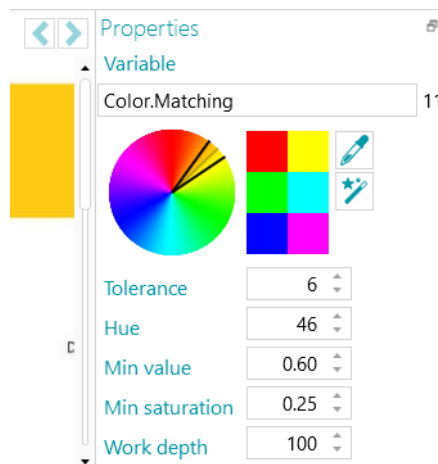 Properties
Variable
Color.Matching 11
Tolerance 6
Hue 46
Min value 0.60
Min saturation 0.25
Work depth 100